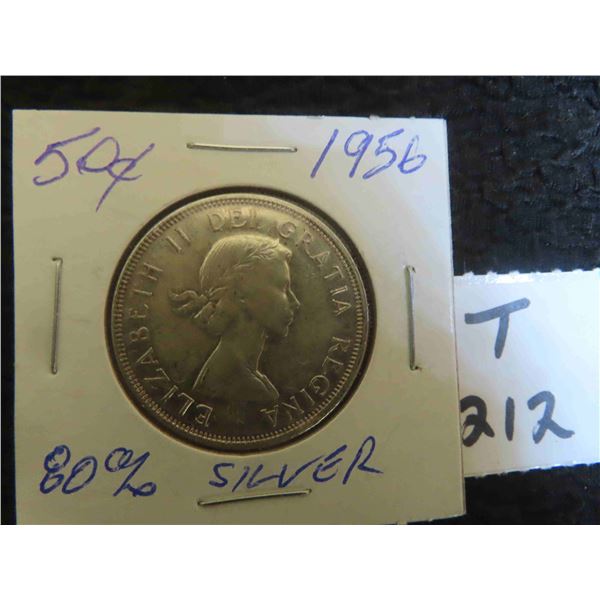 50¢ 1956
ELIZABETH II DEI GRATIA REGINA
80% SILVER
T
212